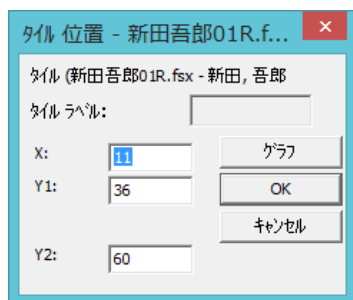 ﾀｲﾙ 位置 - 新田吾郎01R.f...
ﾀｲﾙ (新田吾郎01R.fsx - 新田, 吾郎
ﾀｲﾙ ﾗﾍﾞﾙ:
X: 11 ｸﾞﾗﾌ
Y1: 36 OK
ｷｬﾝｾﾙ
Y2: 60